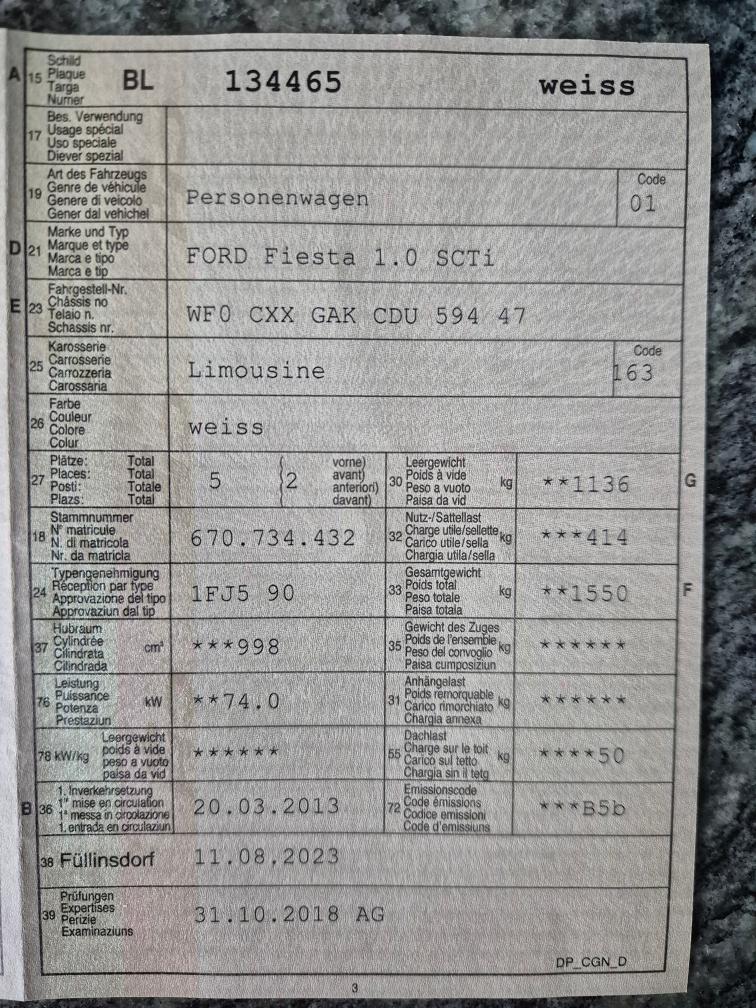 A 15 Schild
Plaque
Targa
Numer
BL 134465 weiss
17 Bes. Verwendung
Usage spécial
Uso speciale
Diever spezial
19 Art des Fahrzeugs
Genre de véhicule
Genere di veicolo
Gener dal vehichel
Personenwagen
Code
01
D 21 Marke und Typ
Marque et type
Marca e tipo
Marca e tip
FORD Fiesta 1.0 SCTi
E 23 Fahrgestell-Nr.
Châssis no
Telaio n.
Schassis nr.
WF0 CXX GAK CDU 594 47
25 Karosserie
Carrosserie
Carrozzeria
Carossaria
Limousine
Code
163
26 Farbe
Couleur
Colore
Colur
weiss
27 Plätze: Total
Places: Total
Posti: Totale
Plazs: Total
5 (2 vorne)
avant)
anteriori)
davant)
30 Leergewicht
Poids à vide
Peso a vuoto
Paisa da vid
kg **1136 G
18 Stammnummer
N° matricule
N. di matricola
Nr. da matricla
670.734.432
32 Nutz-/Sattellast
Charge utile/sellette
Carico utile/sella
Chargia utila/sella
kg ***414
24 Typengenehmigung
Réception par type
Approvazione del tipo
Approvaziun dal tip
1FJ5 90
33 Gesamtgewicht
Poids total
Peso totale
Paisa totala
kg **1550 F
37 Hubraum
Cylindrée
Cilindrata
Cilindrada
cm³ ***998
35 Gewicht des Zuges
Poids de l'ensemble
Peso del convoglio
Paisa cumposiziun
kg ******
76 Leistung
Puissance
Potenza
Prestaziun
kW **74.0
31 Anhängelast
Poids remorquable
Carico rimorchiato
Chargia annexa
kg ******
78 kW/kg Leergewicht
poids à vide
peso a vuoto
paisa da vid
******
55 Dachlast
Charge sur le toit
Carico sul tetto
Chargia sin il tetg
kg ****50
B 36 1. Inverkehrsetzung
1re mise en circulation
1a messa in circolazione
1. entrada en circulaziun
20.03.2013
72 Emissionscode
Code émissions
Codice emissioni
Code d'emissiuns
***B5b
38 Füllinsdorf 11.08.2023
39 Prüfungen
Expertises
Perizie
Examinaziuns
31.10.2018 AG
DP_CGN_D
3